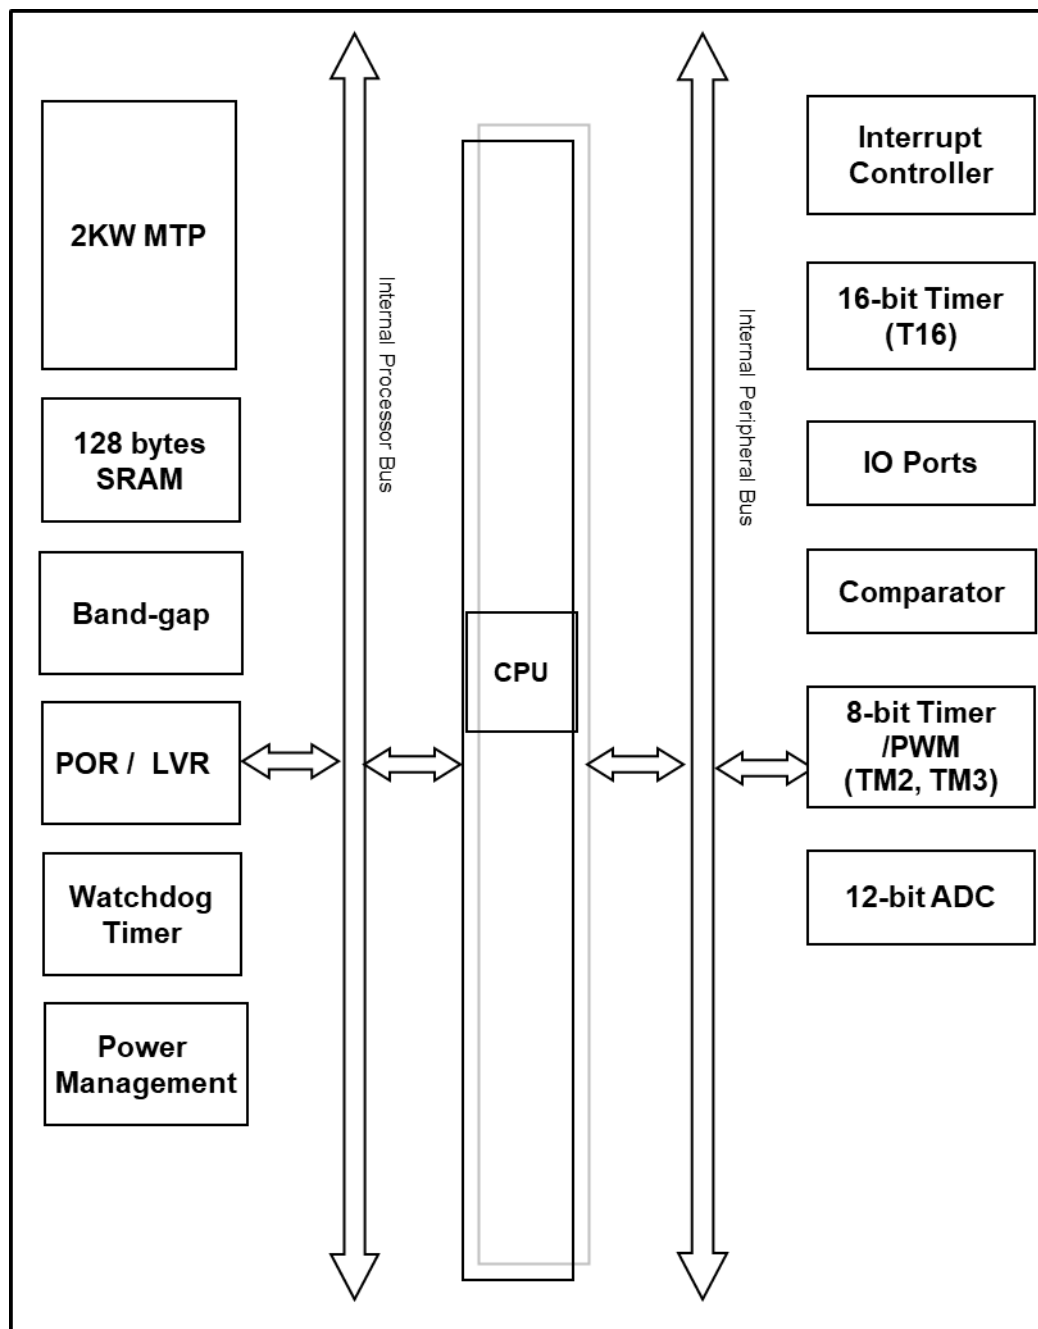 2KW MTP
128 bytes
SRAM
Band-gap
POR / LVR
Watchdog
Timer
Power
Management
Internal Processor Bus
CPU
Internal Peripheral Bus
Interrupt
Controller
16-bit Timer
(T16)
IO Ports
Comparator
8-bit Timer
/PWM
(TM2, TM3)
12-bit ADC